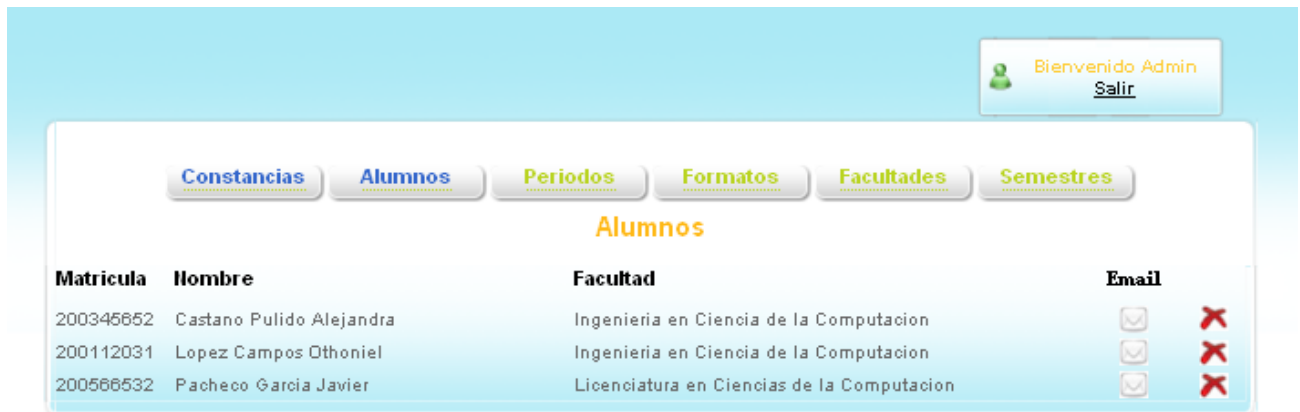 Bienvenido Admin
Salir
Constancias Alumnos Periodos Formatos Facultades Semestres
Alumnos
Matricula Nombre Facultad Email
200345652 Castano Pulido Alejandra Ingenieria en Ciencia de la Computacion
200112031 Lopez Campos Othoniel Ingenieria en Ciencia de la Computacion
200566532 Pacheco Garcia Javier Licenciatura en Ciencias de la Computacion